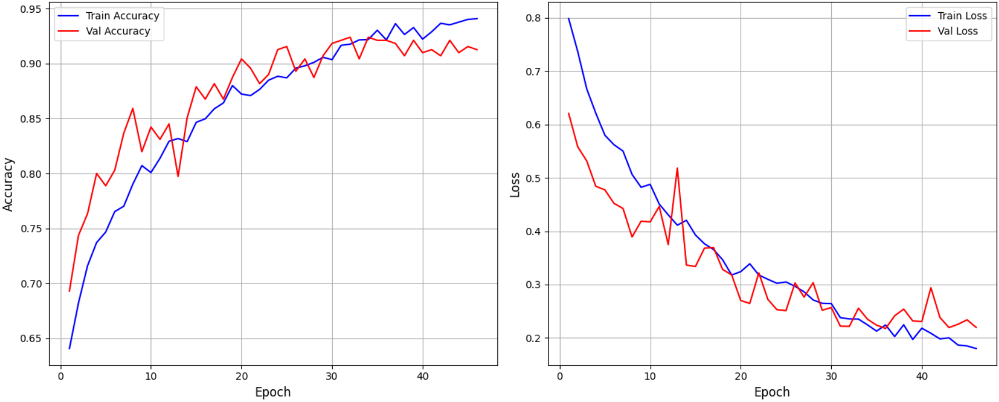 Train Accuracy
Val Accuracy
0.95
0.90
0.85
0.80
0.75
0.70
0.65
Accuracy
0 10 20 30 40
Epoch
Train Loss
Val Loss
0.8
0.7
0.6
0.5
0.4
0.3
0.2
Loss
0 10 20 30 40
Epoch